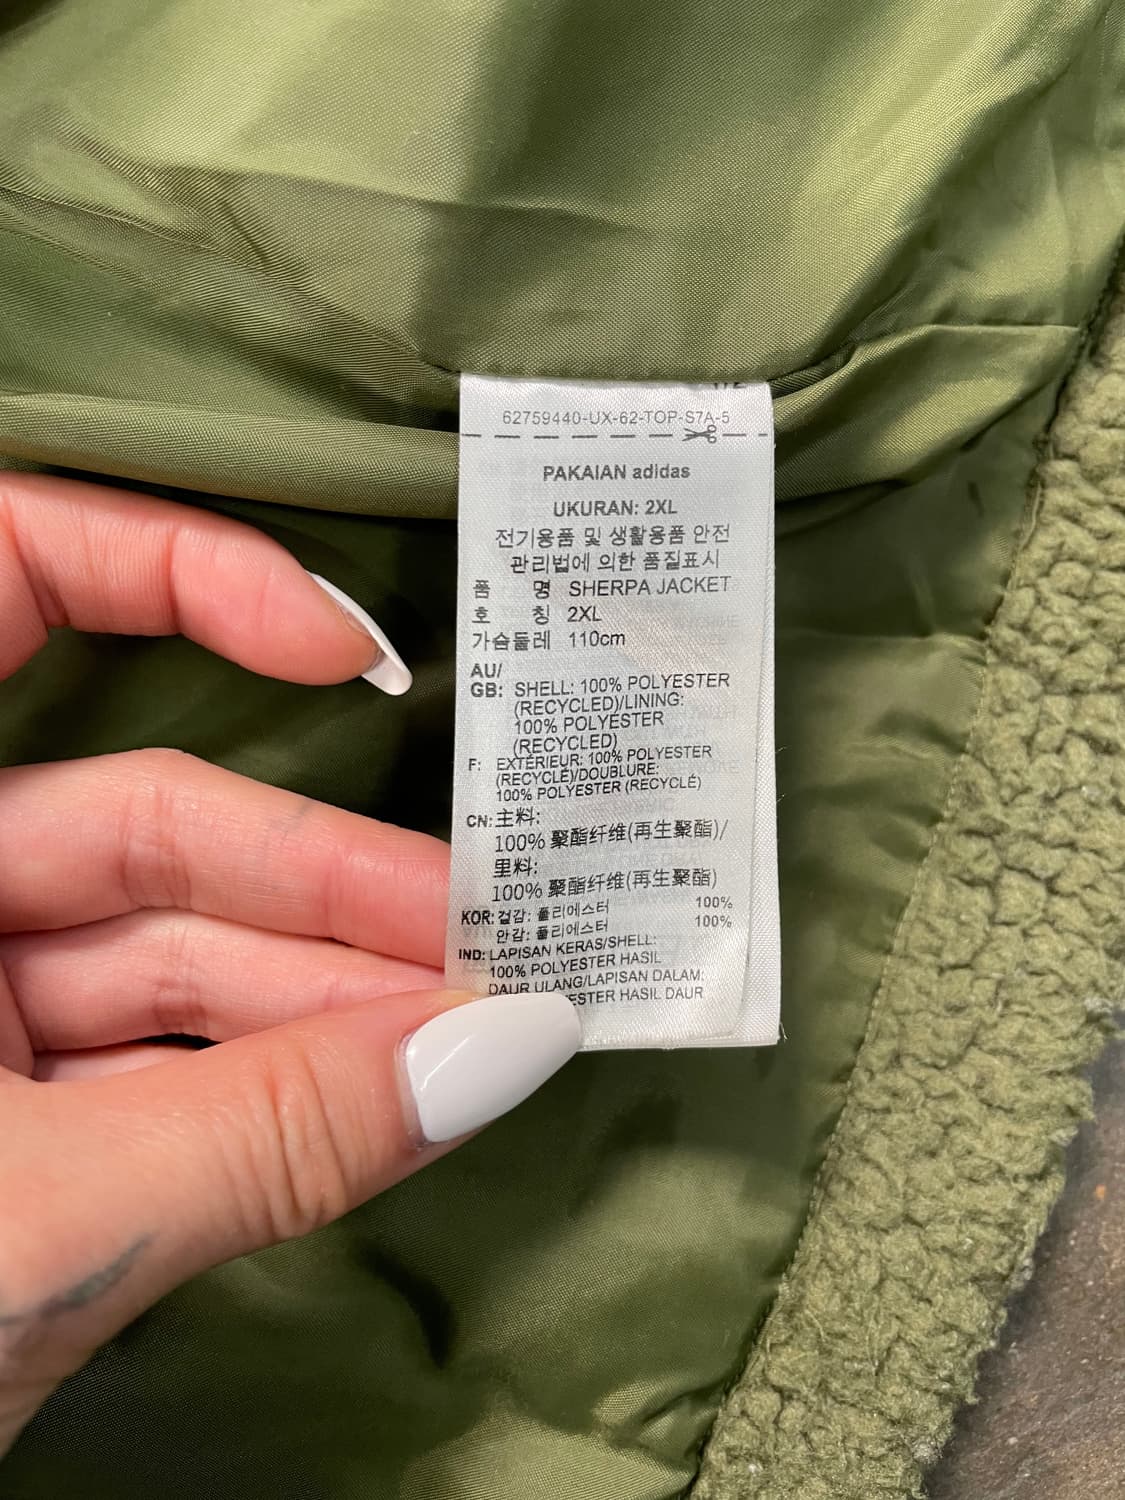 62759440-UX-62-TOP-S7A-5
PAKAIAN adidas
UKURAN: 2XL
전기용품 및 생활용품 안전
관리법에 의한 품질표시
품 명 SHERPA JACKET
호 칭 2XL
가슴둘레 110cm
AU/
GB: SHELL: 100% POLYESTER
(RECYCLED)/LINING:
100% POLYESTER
(RECYCLED)
F: EXTÉRIEUR: 100% POLYESTER
(RECYCLÉ)/DOUBLURE:
100% POLYESTER (RECYCLÉ)
CN: 主料:
100% 聚酯纤维(再生聚酯)/
里料:
100% 聚酯纤维(再生聚酯)
KOR: 겉감: 폴리에스터 100%
안감: 폴리에스터 100%
IND: LAPISAN KERAS/SHELL:
100% POLYESTER HASIL
DAUR ULANG/LAPISAN DALAM:
HASIL DAUR